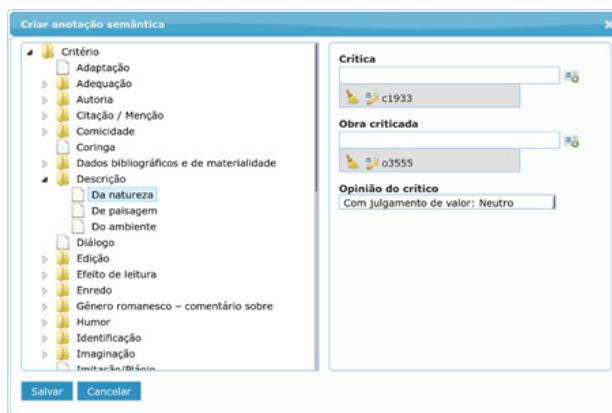 Criar anotação semântica
Critério
Adaptação
Adequação
Autoria
Citação / Menção
Comicidade
Coringa
Dados bibliográficos e de materialidade
Descrição
Da natureza
De paisagem
Do ambiente
Diálogo
Edição
Efeito de leitura
Enredo
Gênero romanesco – comentário sobre
Humor
Identificação
Imaginação
Imitação/Plágio
Crítica
c1933
Obra criticada
o3555
Opinião do crítico
Com julgamento de valor: Neutro
Salvar
Cancelar